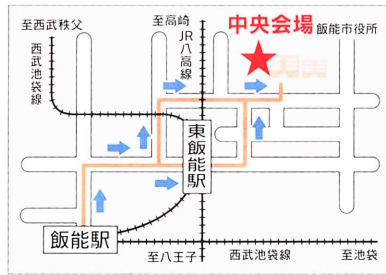 至西武秩父
西武池袋線
至高崎
JR八高線
中央会場
飯能市役所
東飯能駅
飯能駅
至八王子
西武池袋線
至池袋